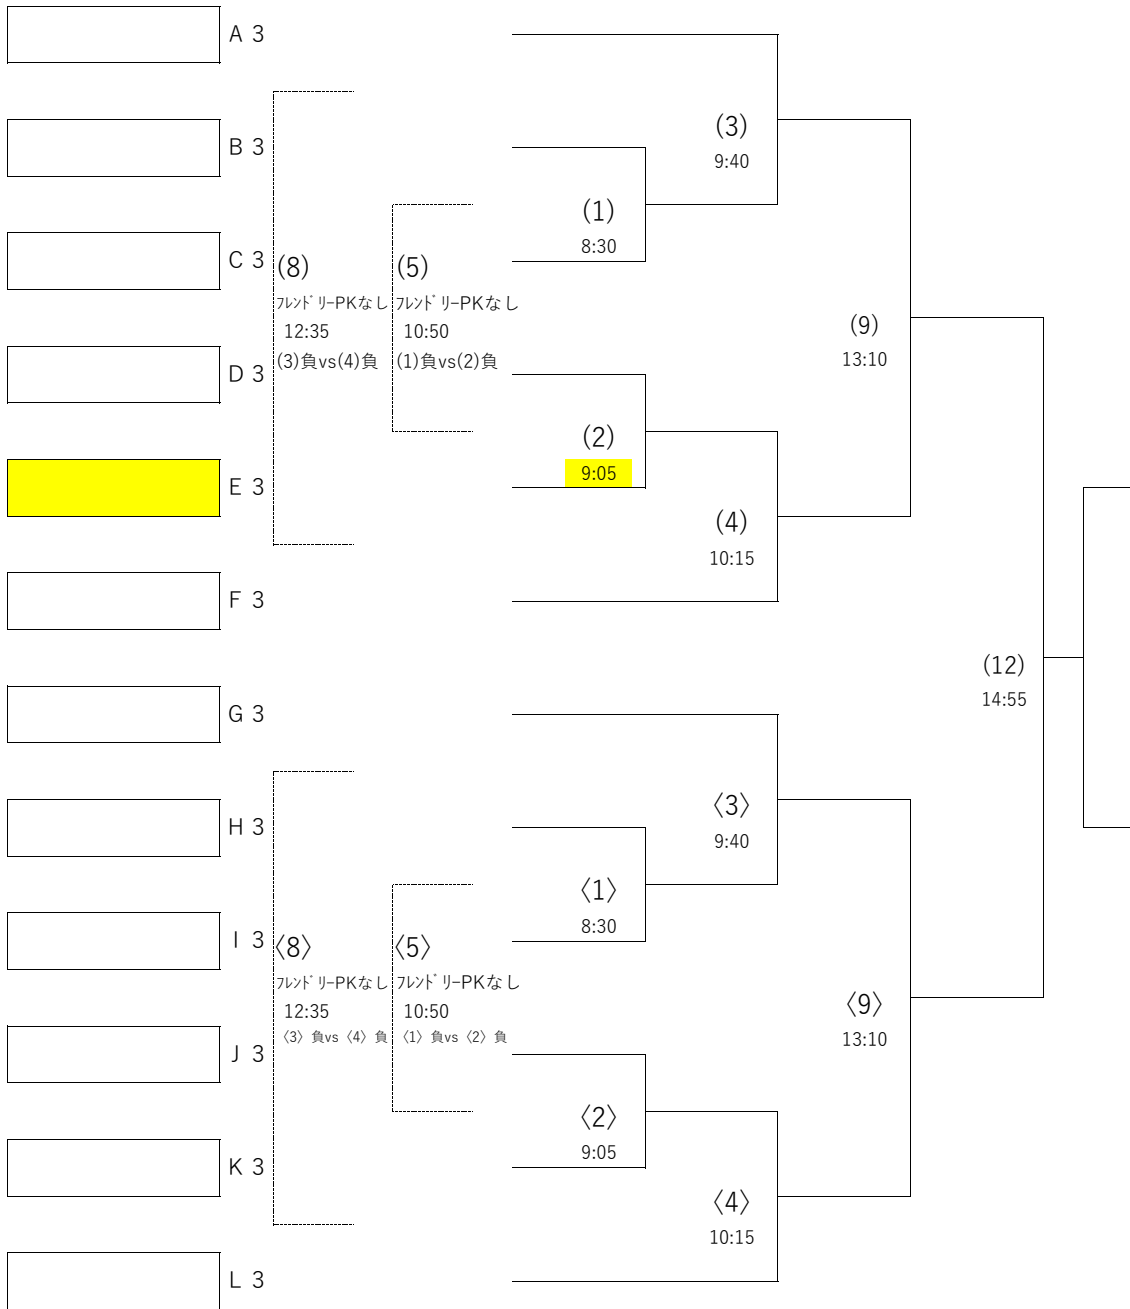 A 3
B 3
(3)
9:40
(1)
8:30
C 3
(8)
ﾌﾚﾝﾄﾞﾘｰPKなし
12:35
(3)負vs(4)負
(5)
ﾌﾚﾝﾄﾞﾘｰPKなし
10:50
(1)負vs(2)負
(9)
13:10
D 3
(2)
9:05
E 3
(4)
10:15
F 3
(12)
14:55
G 3
H 3
〈3〉
9:40
〈1〉
8:30
I 3
〈8〉
ﾌﾚﾝﾄﾞﾘｰPKなし
12:35
〈3〉負vs〈4〉負
〈5〉
ﾌﾚﾝﾄﾞﾘｰPKなし
10:50
〈1〉負vs〈2〉負
〈9〉
13:10
J 3
〈2〉
9:05
K 3
〈4〉
10:15
L 3